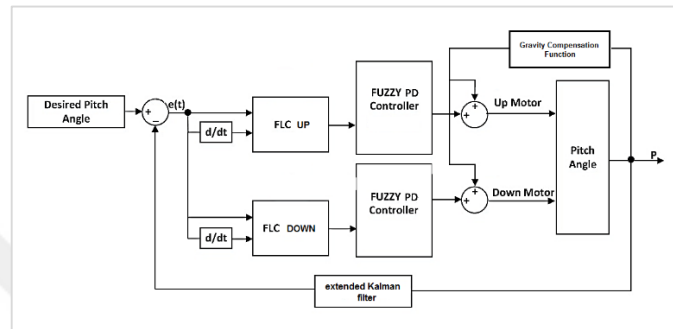 Gravity Compensation
Function
Desired Pitch
Angle
+
−
e(t)
d/dt
FLC UP
FUZZY PD
Controller
+
+
Up Motor
Pitch
Angle
P
d/dt
FLC DOWN
FUZZY PD
Controller
+
+
Down Motor
extended Kalman
filter